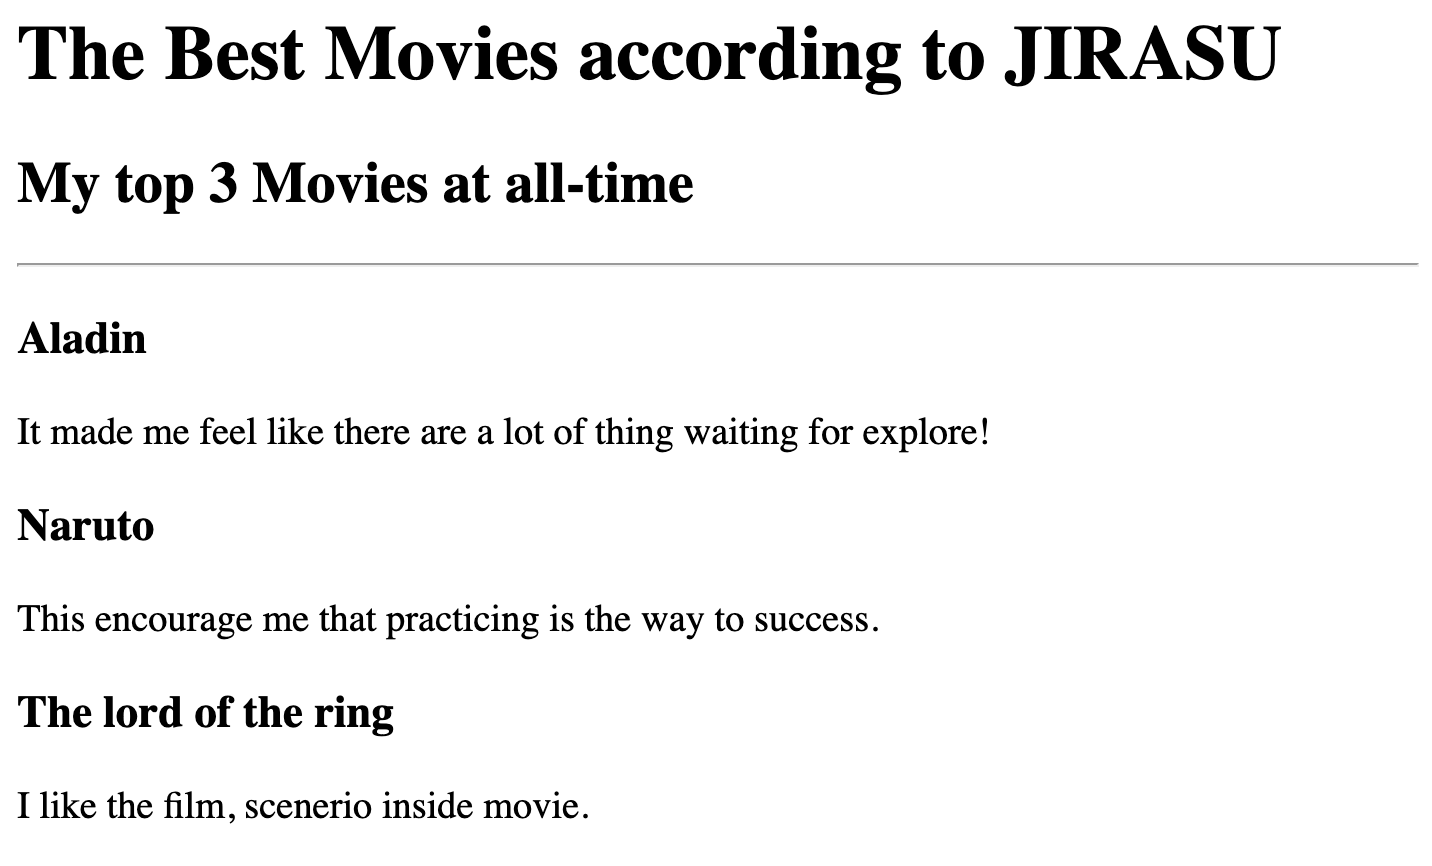 The Best Movies according to JIRASU
My top 3 Movies at all-time
Aladin
It made me feel like there are a lot of thing waiting for explore!
Naruto
This encourage me that practicing is the way to success.
The lord of the ring
I like the film, scenerio inside movie.